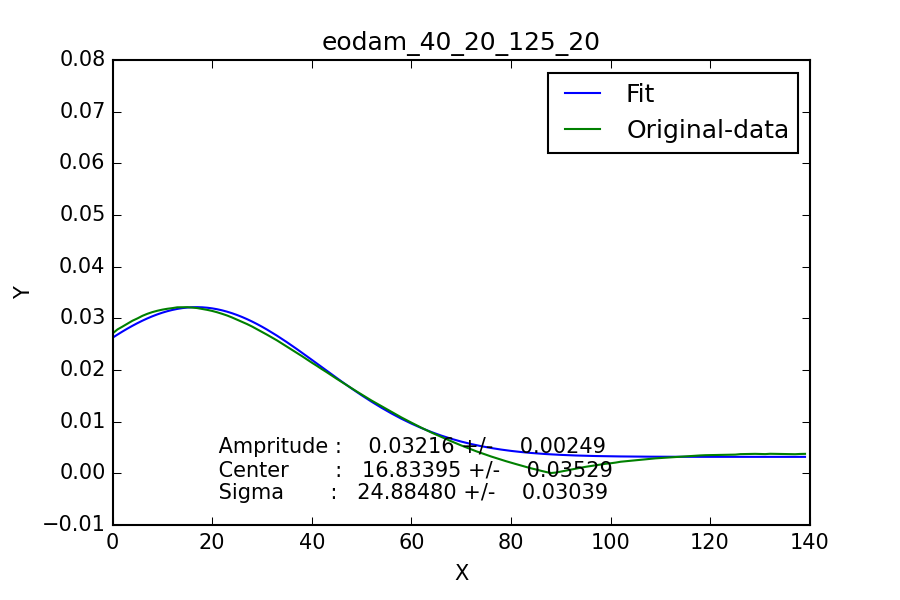 eodam_40_20_125_20
0.08
0.07
0.06
0.05
0.04
0.03
0.02
0.01
0.00
−0.01
Y
Fit
Original-data
Ampritude : 0.03216 +/- 0.00249
Center : 16.83395 +/- 0.03529
Sigma : 24.88480 +/- 0.03039
0 20 40 60 80 100 120 140
X